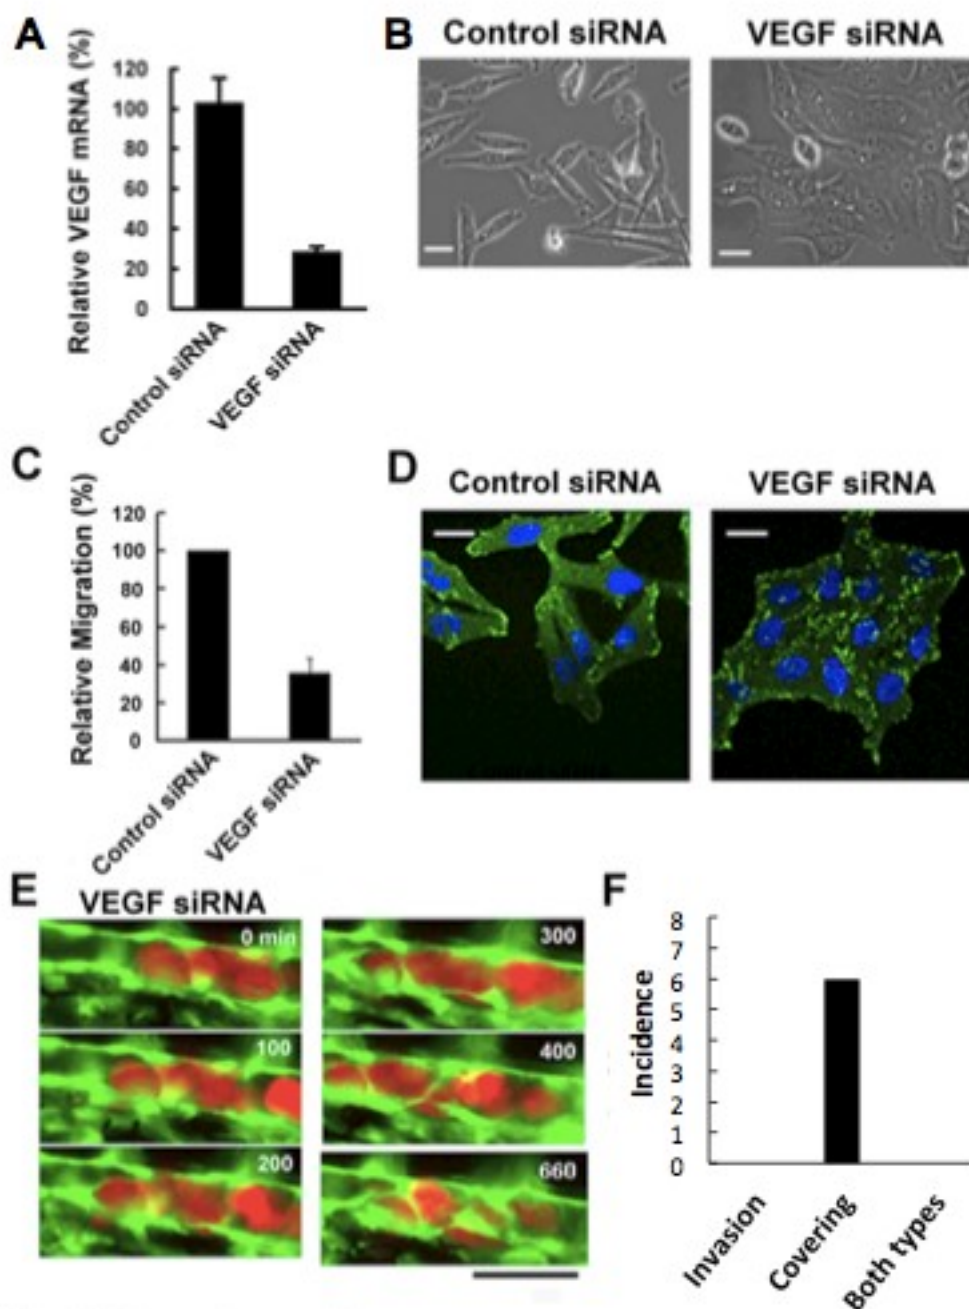 A
Relative VEGF mRNA (%)
120
100
80
60
40
20
0
Control siRNA
VEGF siRNA
B
Control siRNA
VEGF siRNA
C
Relative Migration (%)
120
100
80
60
40
20
0
Control siRNA
VEGF siRNA
D
Control siRNA
VEGF siRNA
E
VEGF siRNA
0 min
300
100
400
200
660
F
Incidence
8
7
6
5
4
3
2
1
0
Invasion
Covering
Both types